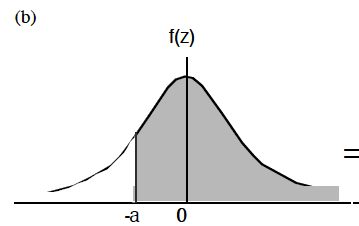 (b)
f(z)
=
-a 0